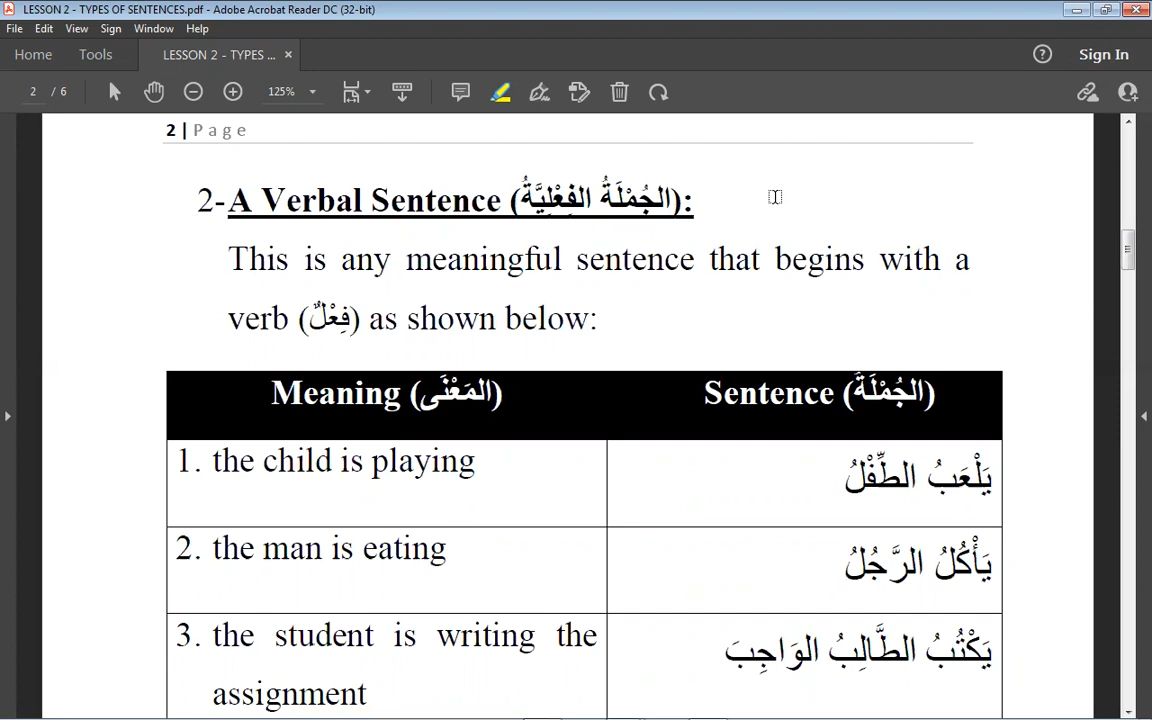 LESSON 2 - TYPES OF SENTENCES.pdf - Adobe Acrobat Reader DC (32-bit)
File Edit View Sign Window Help
Home Tools LESSON 2 - TYPES ... × Sign In
2 / 6 125%
2 | Page
2- A Verbal Sentence (الجُمْلَةُ الفِعْلِيَّةُ):
This is any meaningful sentence that begins with a
verb (فِعْلٌ) as shown below:
Meaning (المَعْنَى) Sentence (الجُمْلَةَ)
1. the child is playing يَلْعَبُ الطِّفْلُ
2. the man is eating يَأْكُلُ الرَّجُلُ
3. the student is writing the يَكْتُبُ الطَّالِبُ الوَاجِبَ
assignment